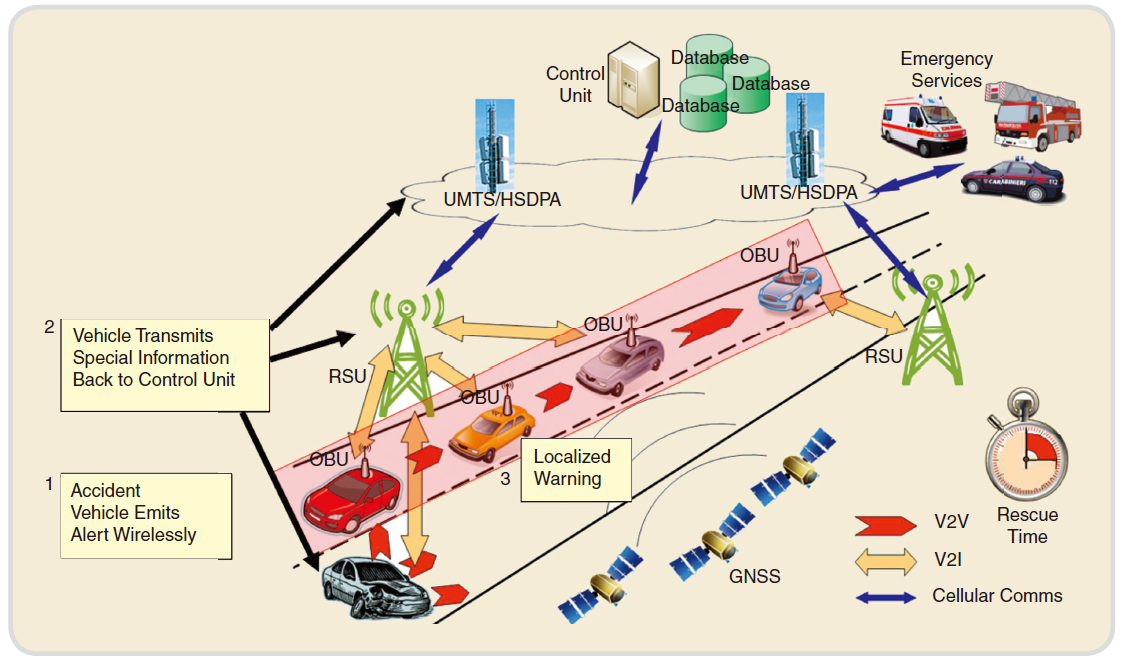 Control
Unit
Database
Database
Database
Emergency
Services
UMTS/HSDPA
UMTS/HSDPA
CARABINIERI 112
OBU
OBU
RSU
RSU
OBU
OBU
2
Vehicle Transmits
Special Information
Back to Control Unit
1
Accident
Vehicle Emits
Alert Wirelessly
3
Localized
Warning
GNSS
V2V
V2I
Cellular Comms
Rescue
Time